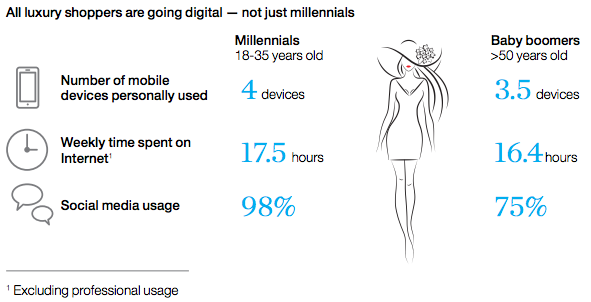 All luxury shoppers are going digital — not just millennials
Millennials
18-35 years old
Baby boomers
>50 years old
Number of mobile
devices personally used
4 devices
3.5 devices
Weekly time spent on
Internet¹
17.5 hours
16.4 hours
Social media usage
98%
75%
¹ Excluding professional usage